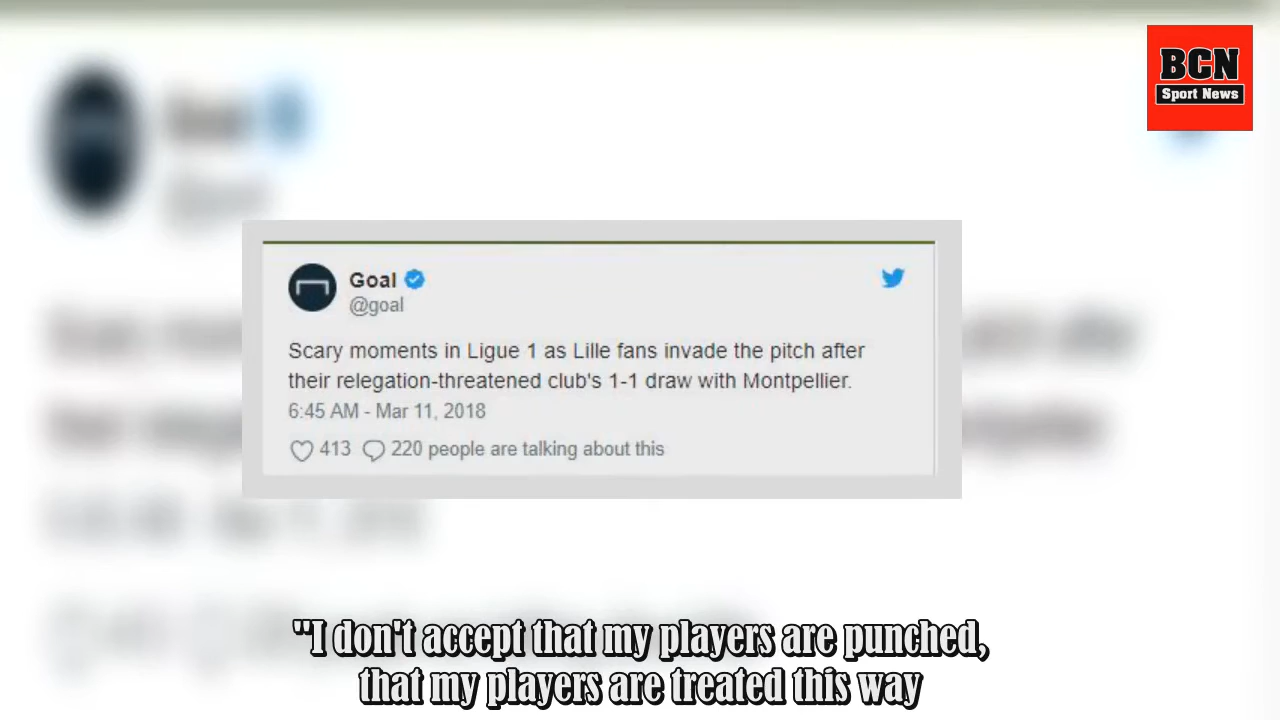 BCN
Sport News
Goal
@goal
Scary moments in Ligue 1 as Lille fans invade the pitch after
their relegation-threatened club's 1-1 draw with Montpellier.
6:45 AM - Mar 11, 2018
413 220 people are talking about this
"I don't accept that my players are punched,
that my players are treated this way